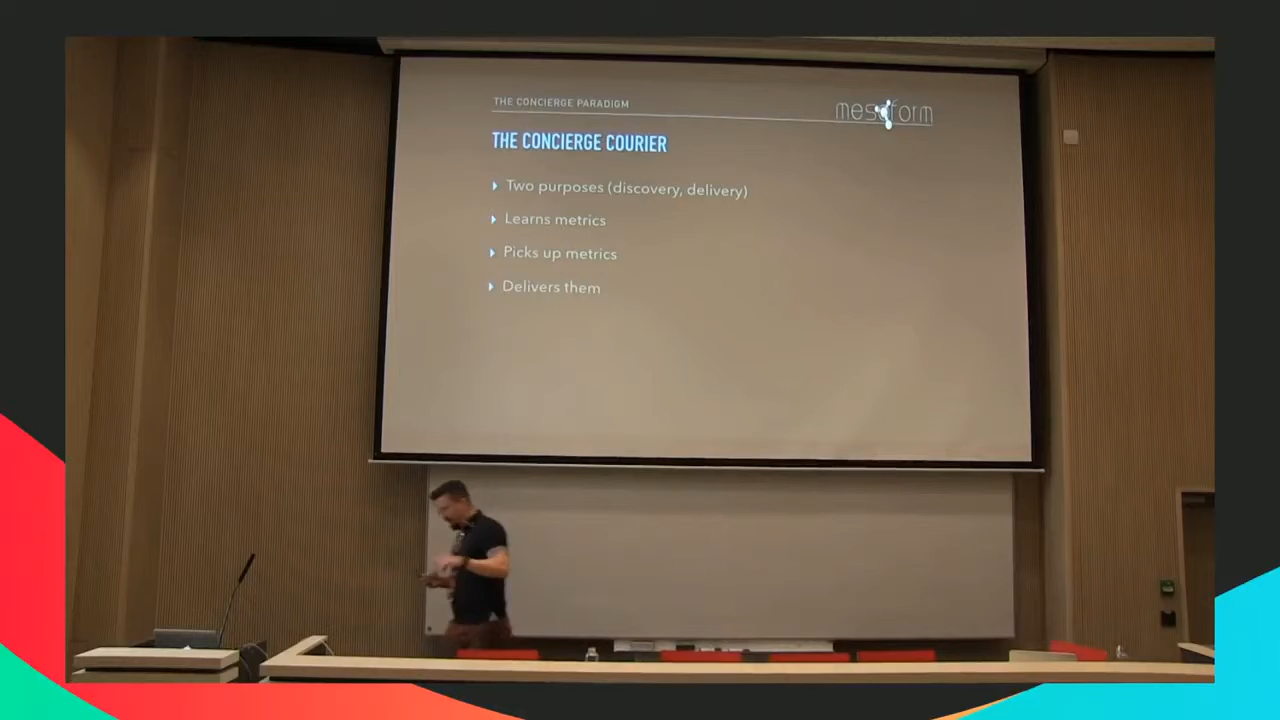 THE CONCIERGE PARADIGM
mesoform
THE CONCIERGE COURIER
Two purposes (discovery, delivery)
Learns metrics
Picks up metrics
Delivers them